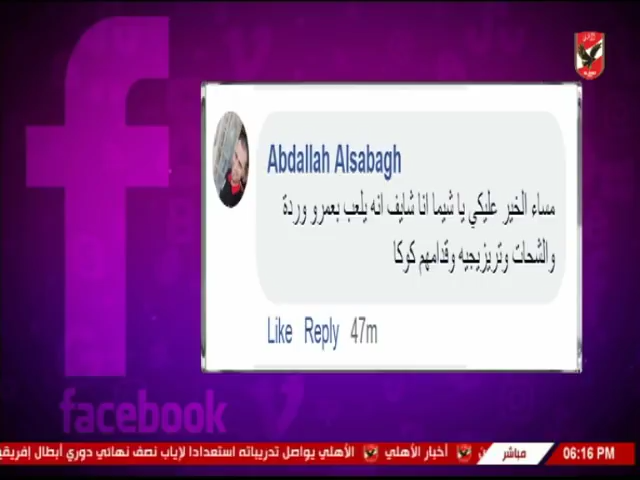 Abdallah Alsabagh
مساء الخير عليكي يا شيما انا شايف انه يلعب بعمرو وردة
والشحات وتريزيجيه وقدامهم كوكا
Like Reply 47m
facebook
06:16 PM مباشر أخبار الأهلي الأهلي يواصل تدريباته استعدادا لإياب نصف نهائي دوري أبطال إفريقيا